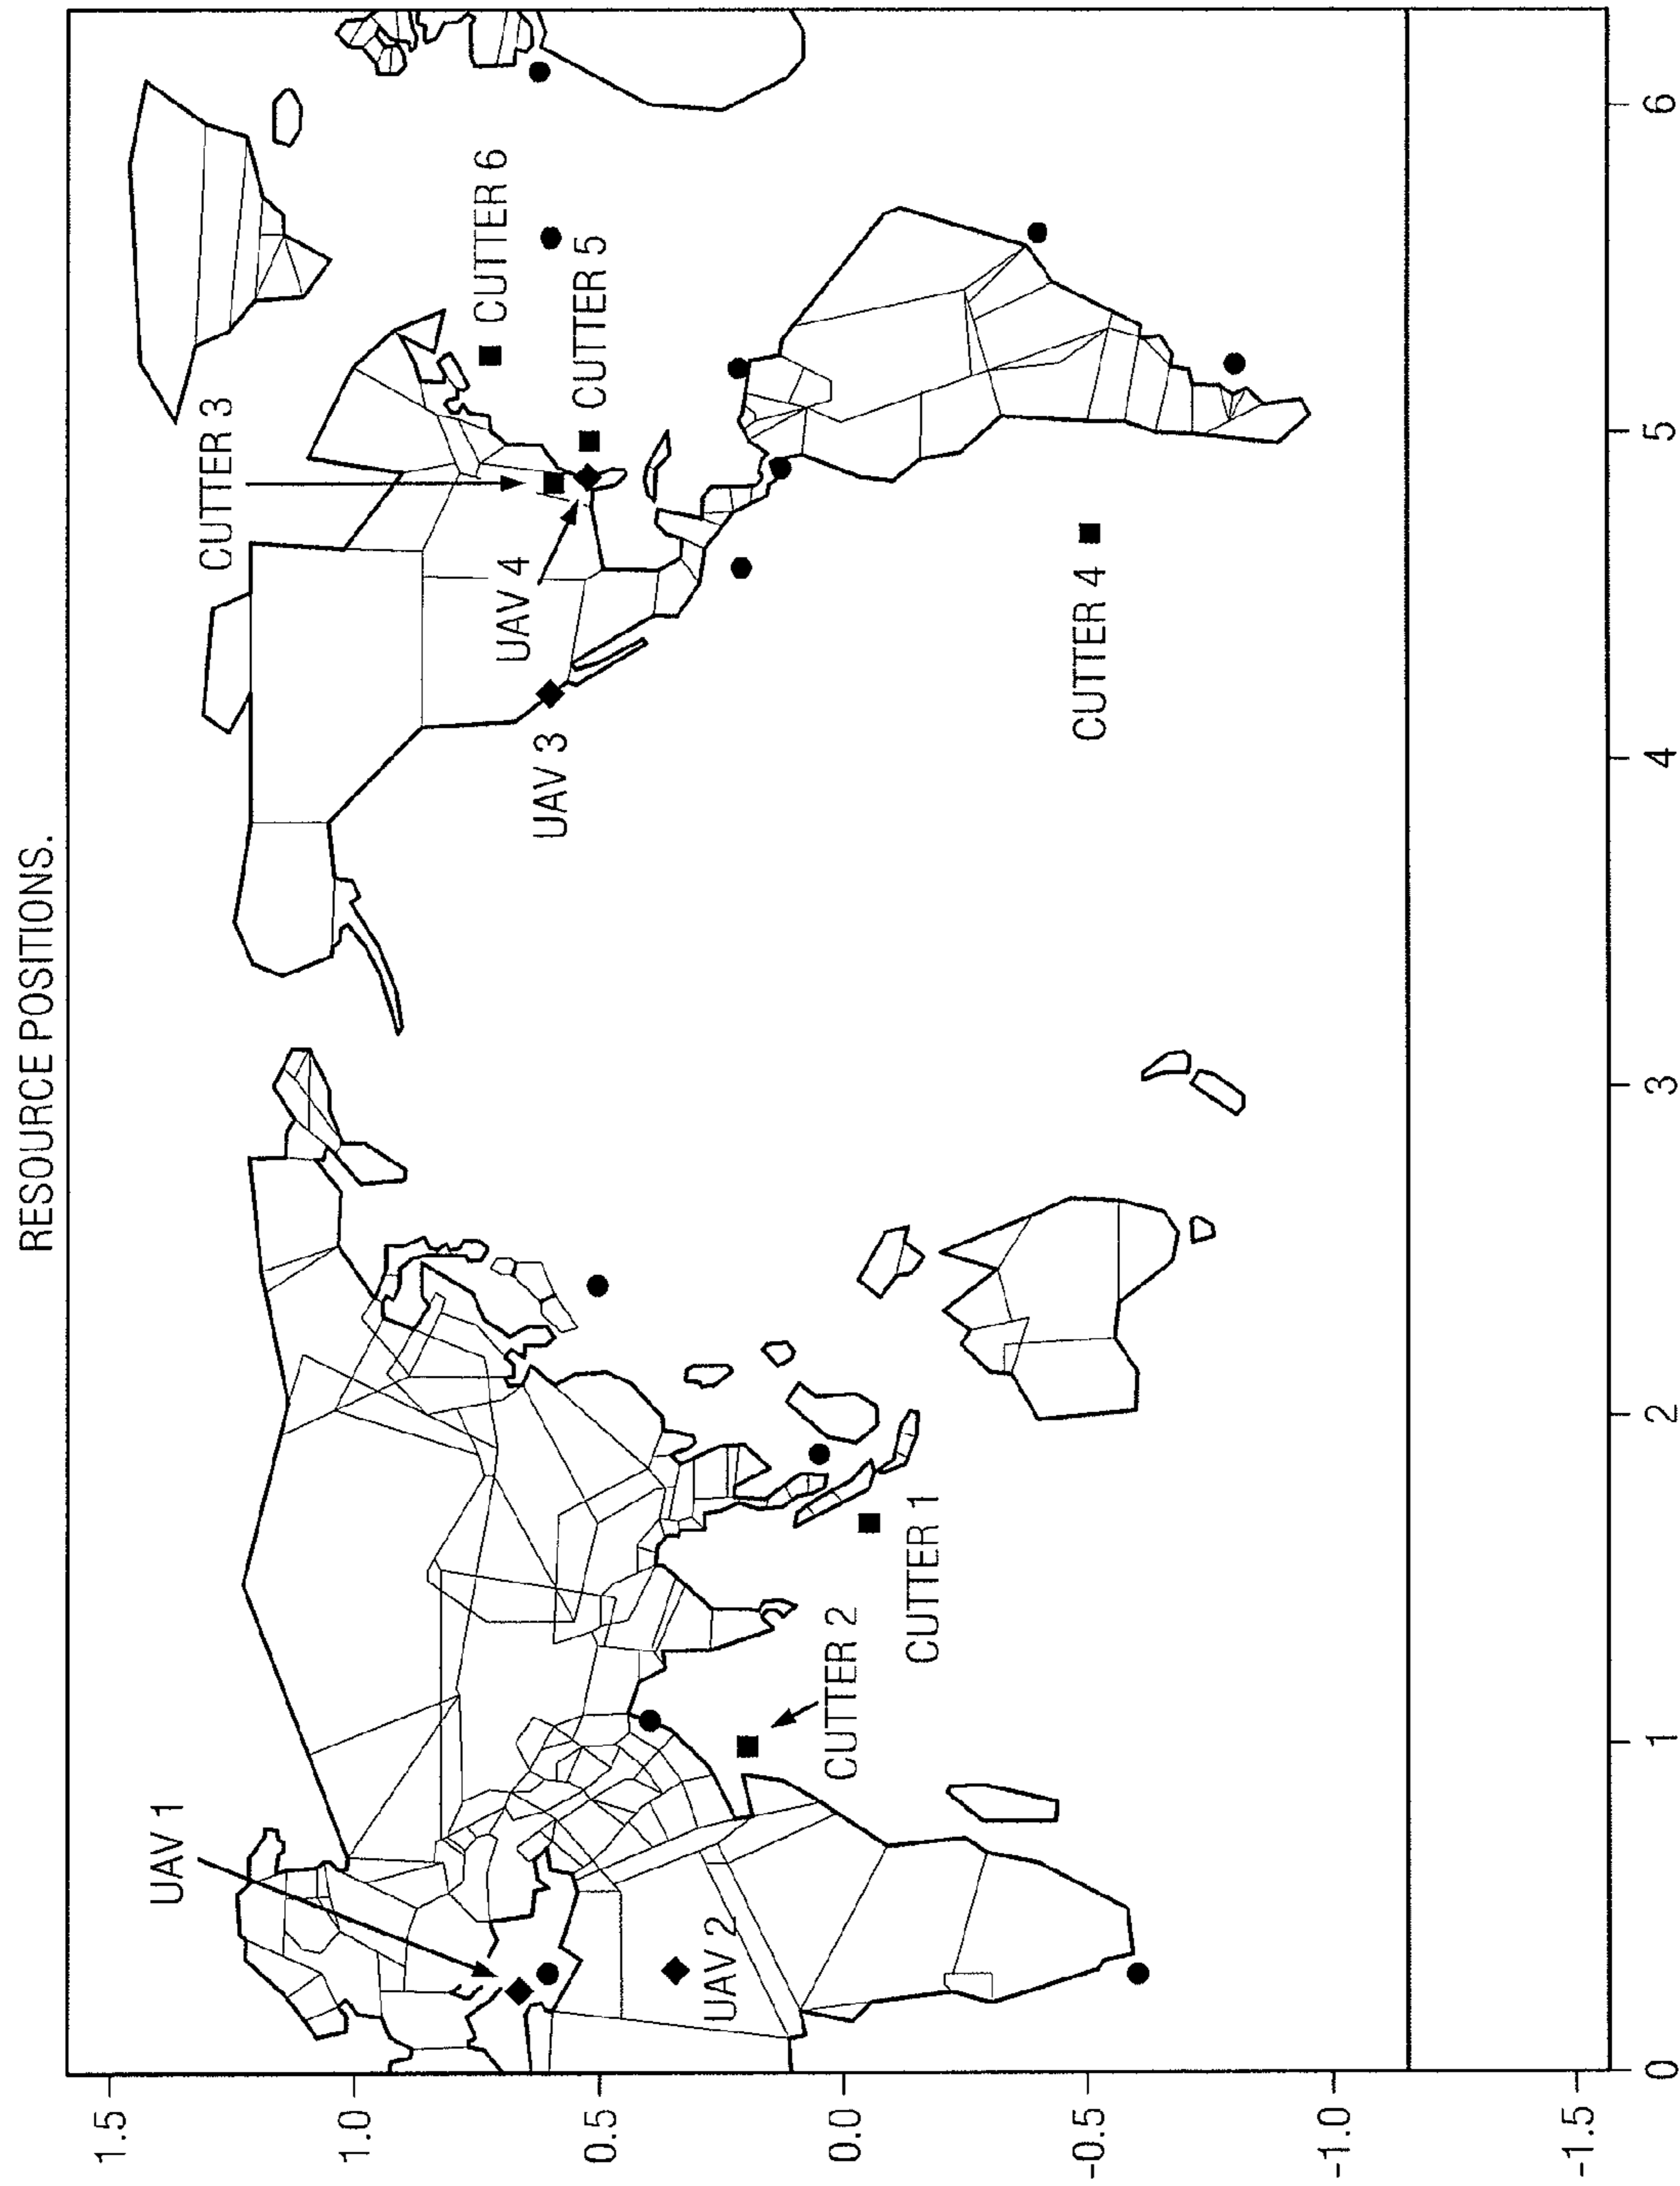 RESOURCE POSITIONS.
UAV 1
UAV 2
CUTTER 2
CUTTER 1
UAV 3
UAV 4
CUTTER 3
CUTTER 4
CUTTER 5
CUTTER 6
1.5
1.0
0.5
0.0
-0.5
-1.0
-1.5
0
1
2
3
4
5
6